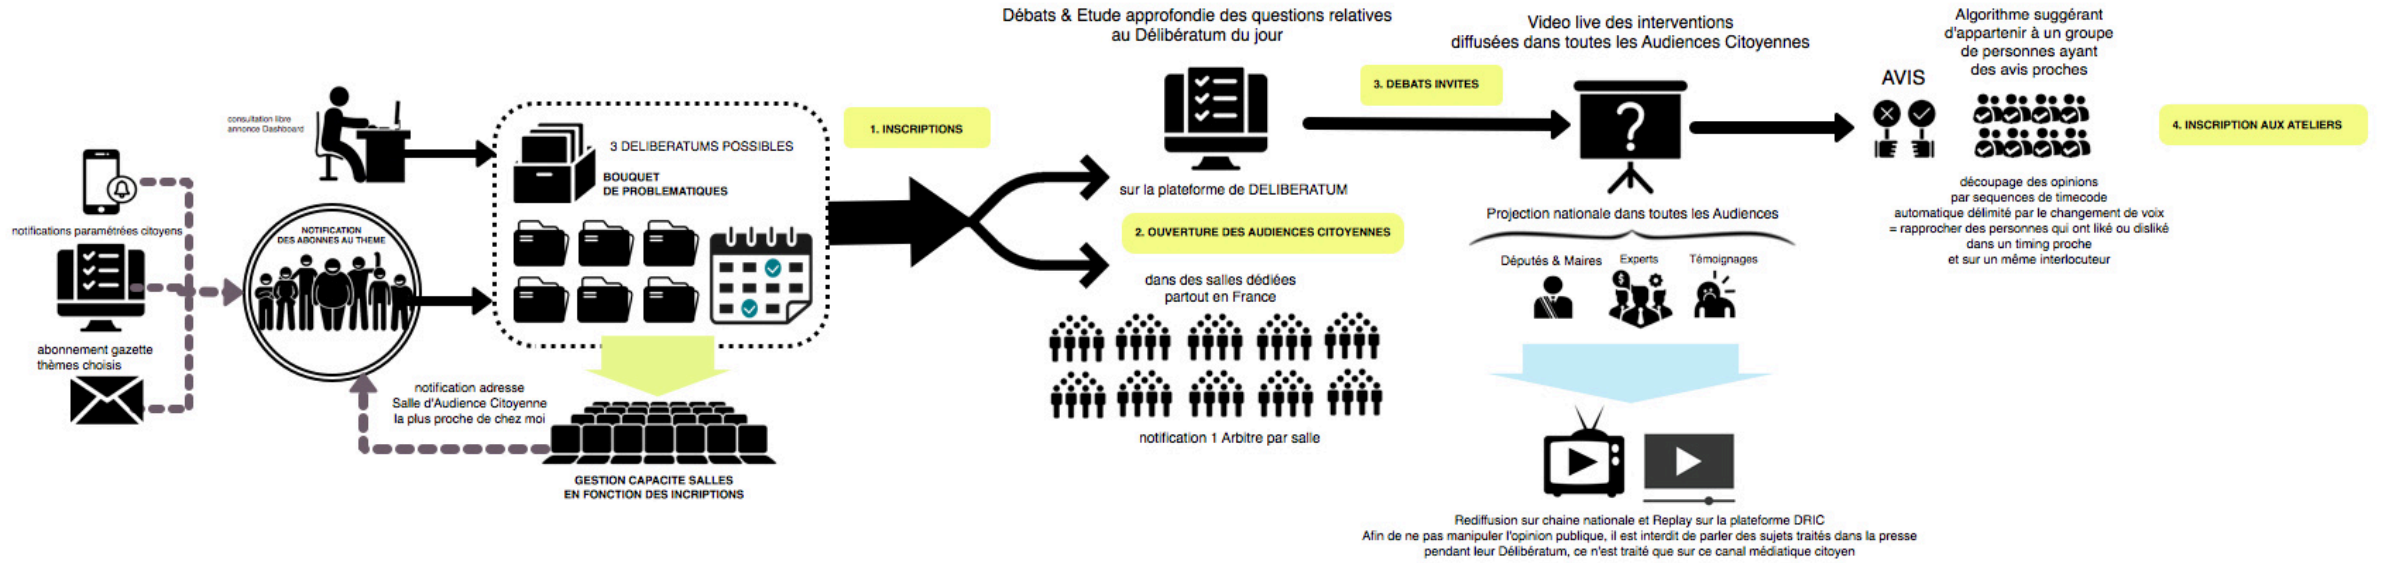 consultation libre
annonce Dashboard
notifications paramétrées citoyens
abonnement gazette
thèmes choisis
NOTIFICATION
DES ABONNES AU THEME
3 DELIBERATUMS POSSIBLES
BOUQUET
DE PROBLEMATIQUES
notification adresse
Salle d'Audience Citoyenne
la plus proche de chez moi
GESTION CAPACITE SALLES
EN FONCTION DES INCRIPTIONS
1. INSCRIPTIONS
Débats & Etude approfondie des questions relatives
au Délibératum du jour
sur la plateforme de DELIBERATUM
2. OUVERTURE DES AUDIENCES CITOYENNES
dans des salles dédiées
partout en France
notification 1 Arbitre par salle
3. DEBATS INVITES
Video live des interventions
diffusées dans toutes les Audiences Citoyennes
?
Projection nationale dans toutes les Audiences
Députés & Maires
Experts
Témoignages
Rediffusion sur chaine nationale et Replay sur la plateforme DRIC
Afin de ne pas manipuler l'opinion publique, il est interdit de parler des sujets traités dans la presse
pendant leur Délibératum, ce n'est traité que sur ce canal médiatique citoyen
AVIS
Algorithme suggérant
d'appartenir à un groupe
de personnes ayant
des avis proches
découpage des opinions
par sequences de timecode
automatique délimité par le changement de voix
= rapprocher des personnes qui ont liké ou disliké
dans un timing proche
et sur un même interlocuteur
4. INSCRIPTION AUX ATELIERS